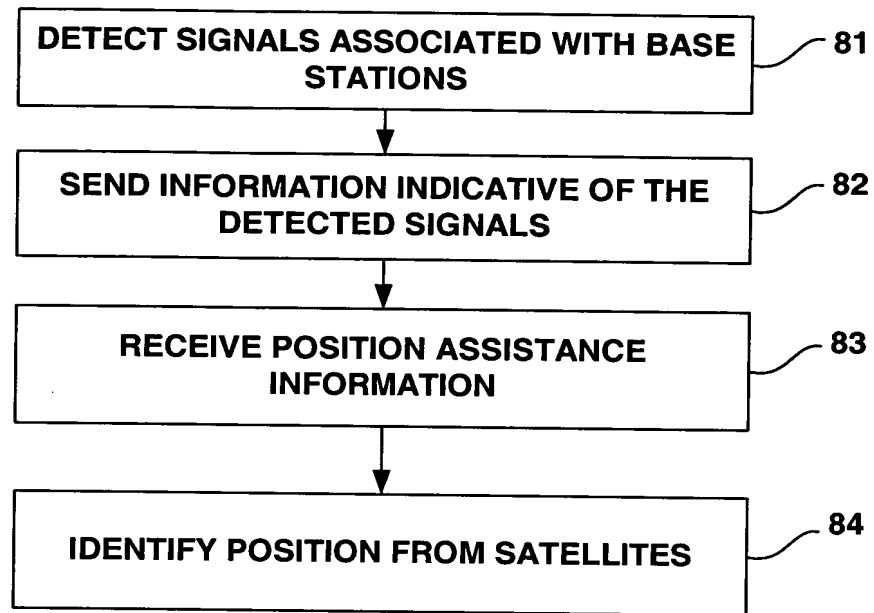 DETECT SIGNALS ASSOCIATED WITH BASE
STATIONS
81
SEND INFORMATION INDICATIVE OF THE
DETECTED SIGNALS
82
RECEIVE POSITION ASSISTANCE
INFORMATION
83
IDENTIFY POSITION FROM SATELLITES
84